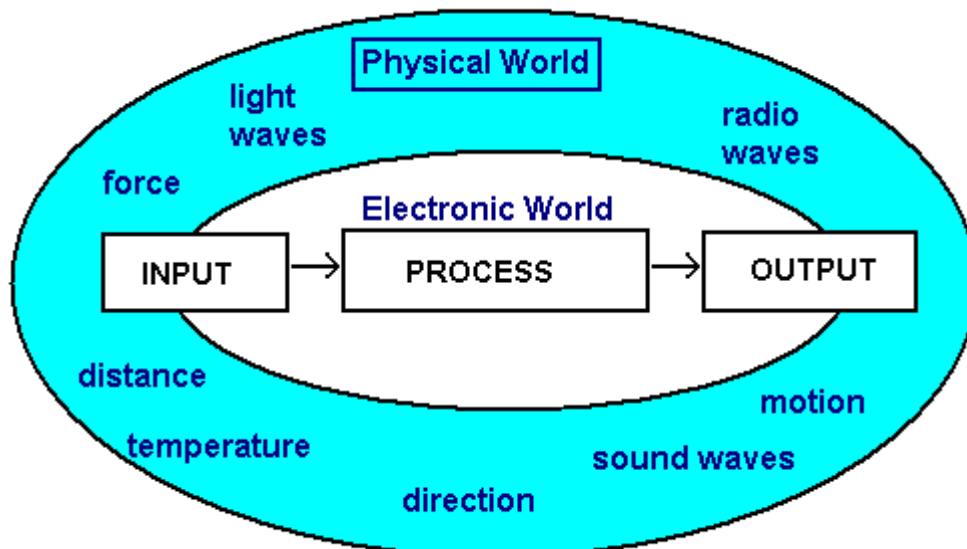 Physical World
light
waves
radio
waves
force
Electronic World
INPUT
PROCESS
OUTPUT
distance
motion
temperature
sound waves
direction